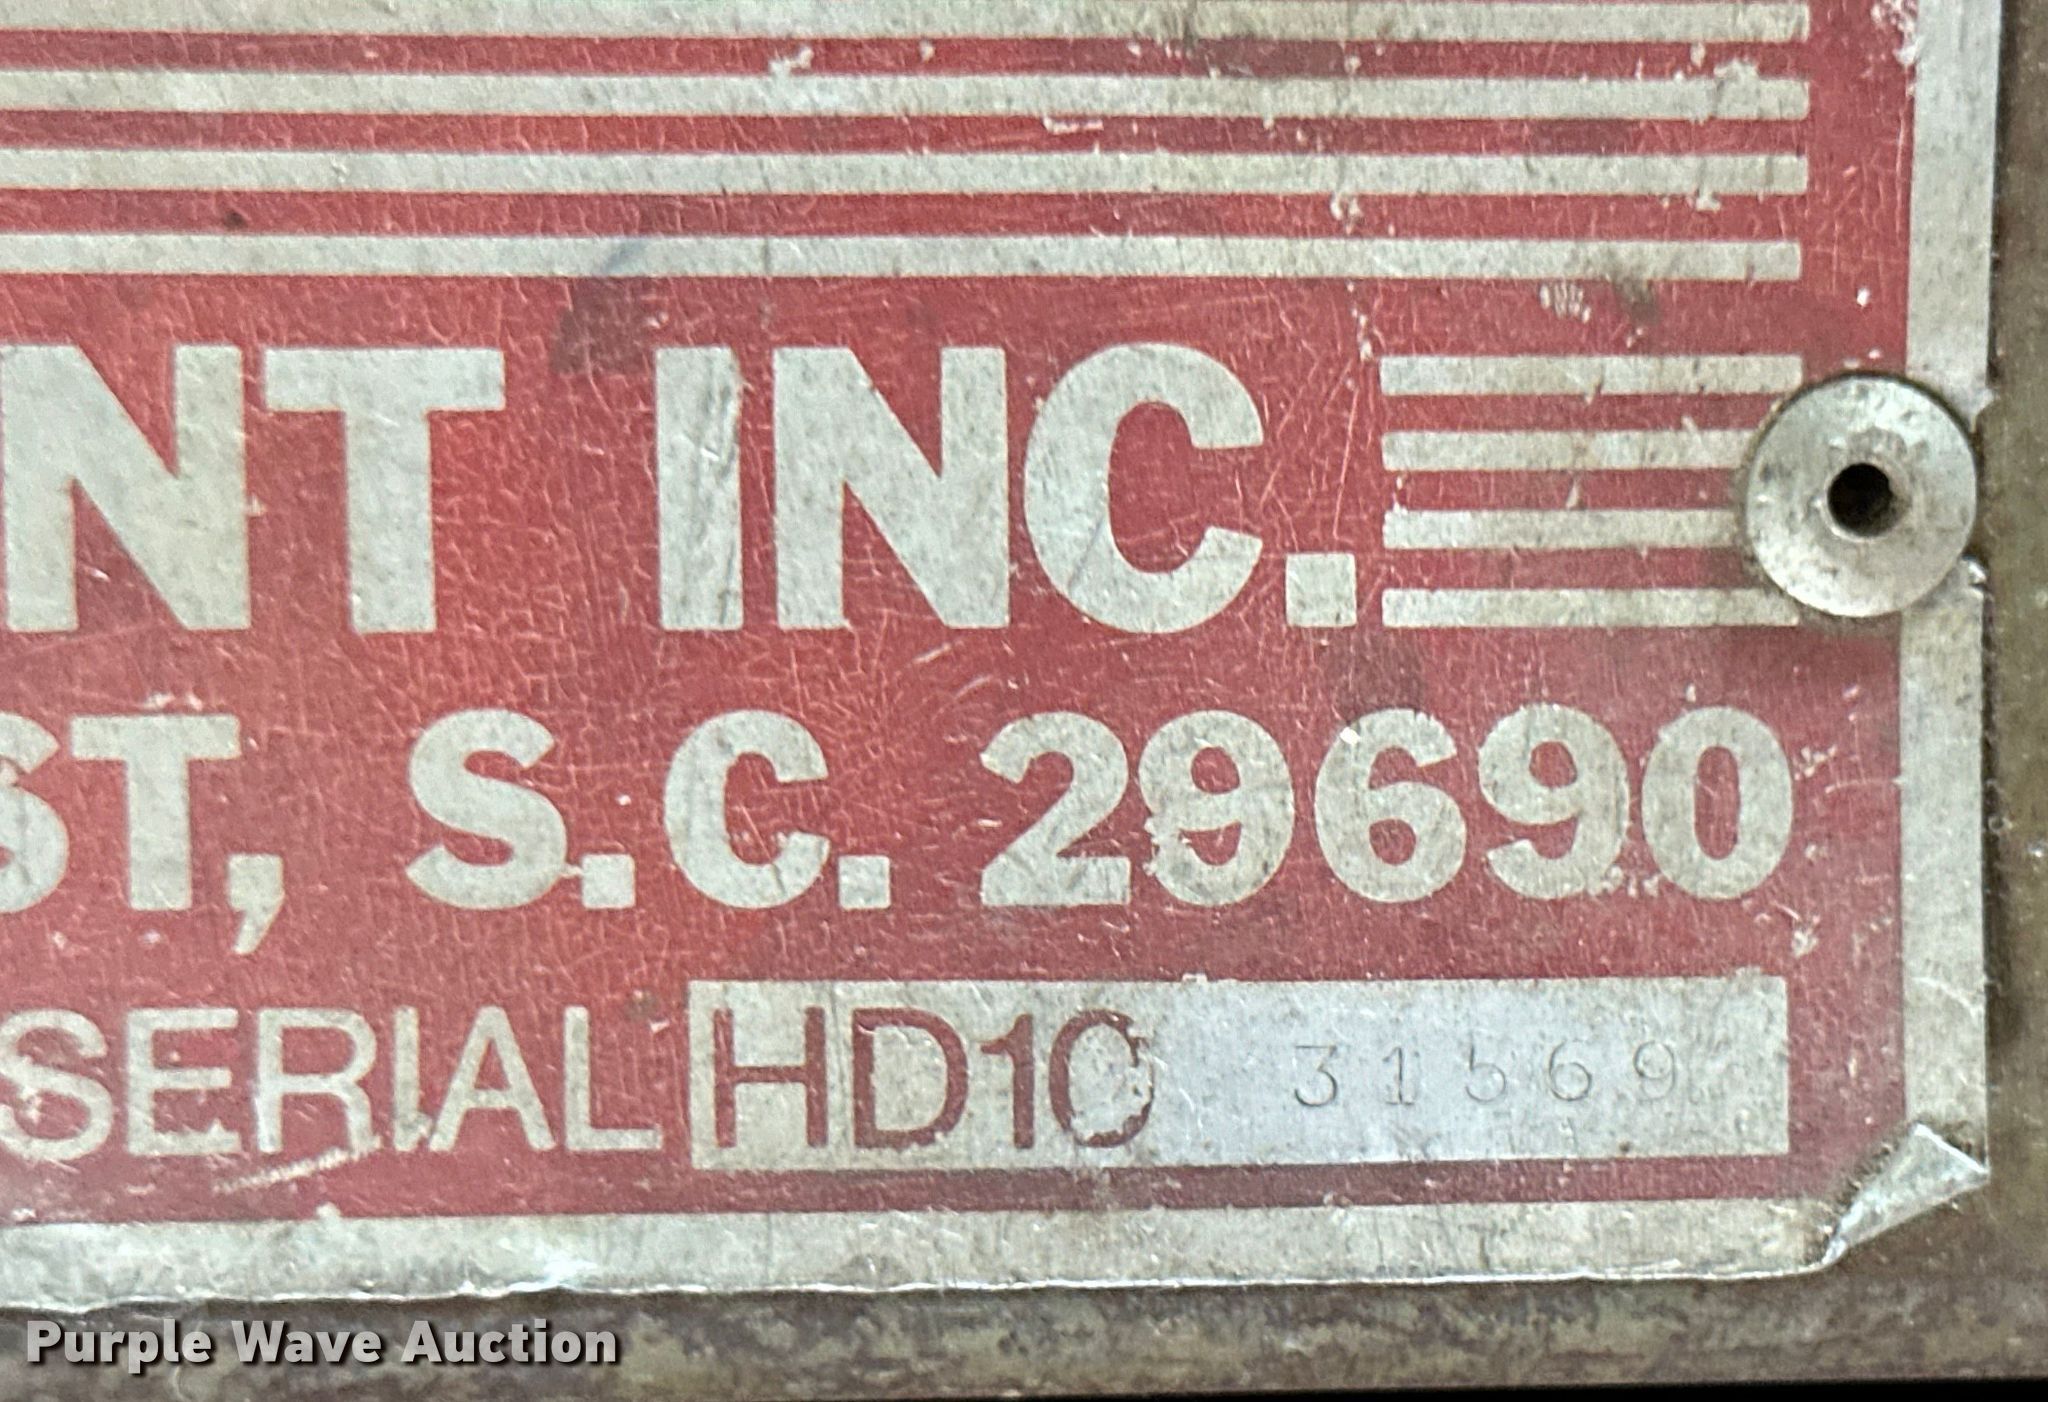 NT INC.
ST, S.C. 29690
SERIAL HD10 31569
Purple Wave Auction